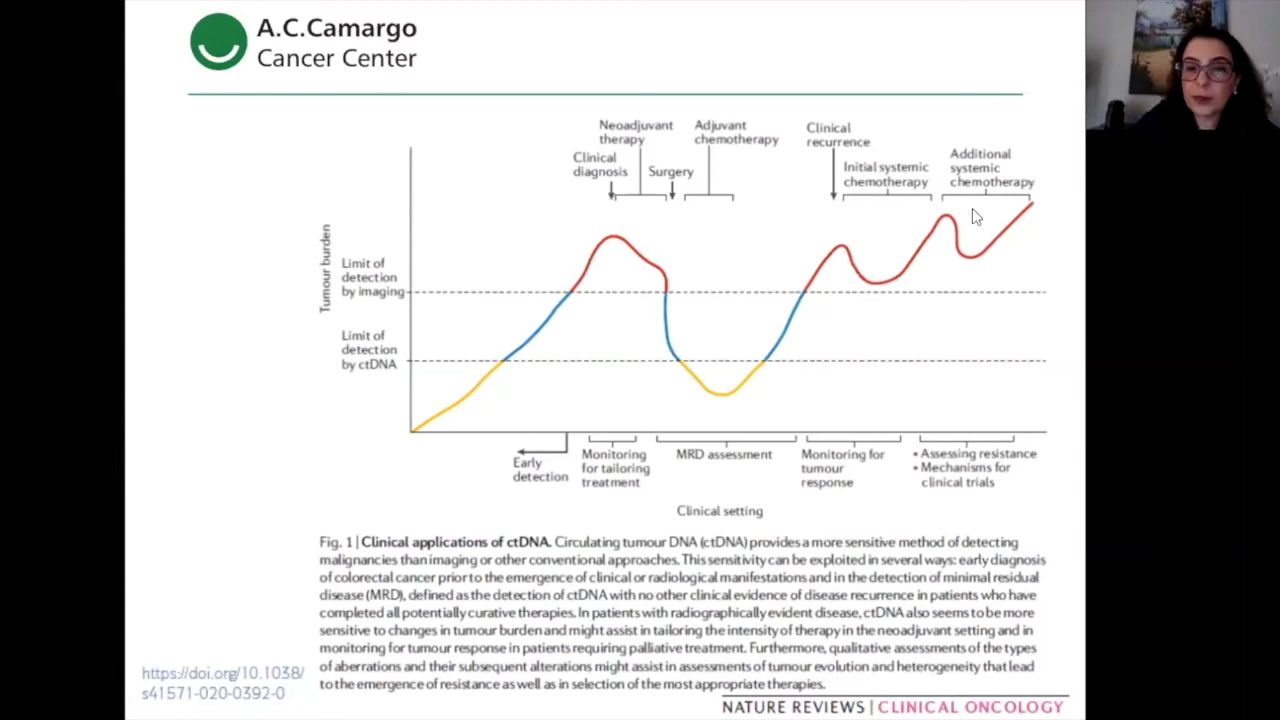 A.C.Camargo
Cancer Center
Neoadjuvant
therapy
Adjuvant
chemotherapy
Clinical
recurrence
Clinical
diagnosis
Surgery
Initial systemic
chemotherapy
Additional
systemic
chemotherapy
Tumour burden
Limit of
detection
by imaging
Limit of
detection
by ctDNA
Early
detection
Monitoring
for tailoring
treatment
MRD assessment
Monitoring for
tumour
response
• Assessing resistance
• Mechanisms for
clinical trials
Clinical setting
Fig. 1 | Clinical applications of ctDNA. Circulating tumour DNA (ctDNA) provides a more sensitive method of detecting
malignancies than imaging or other conventional approaches. This sensitivity can be exploited in several ways: early diagnosis
of colorectal cancer prior to the emergence of clinical or radiological manifestations and in the detection of minimal residual
disease (MRD), defined as the detection of ctDNA with no other clinical evidence of disease recurrence in patients who have
completed all potentially curative therapies. In patients with radiographically evident disease, ctDNA also seems to be more
sensitive to changes in tumour burden and might assist in tailoring the intensity of therapy in the neoadjuvant setting and in
monitoring for tumour response in patients requiring palliative treatment. Furthermore, qualitative assessments of the types
of aberrations and their subsequent alterations might assist in assessments of tumour evolution and heterogeneity that lead
to the emergence of resistance as well as in selection of the most appropriate therapies.
https://doi.org/10.1038/
s41571-020-0392-0
NATURE REVIEWS | CLINICAL ONCOLOGY